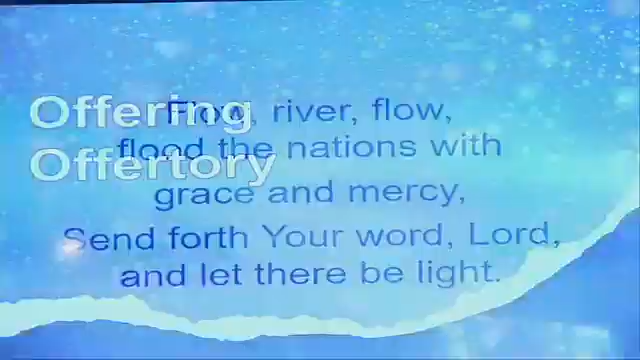 Offering
Offertory
Flow, river, flow,
flood the nations with
grace and mercy,
Send forth Your word, Lord,
and let there be light.